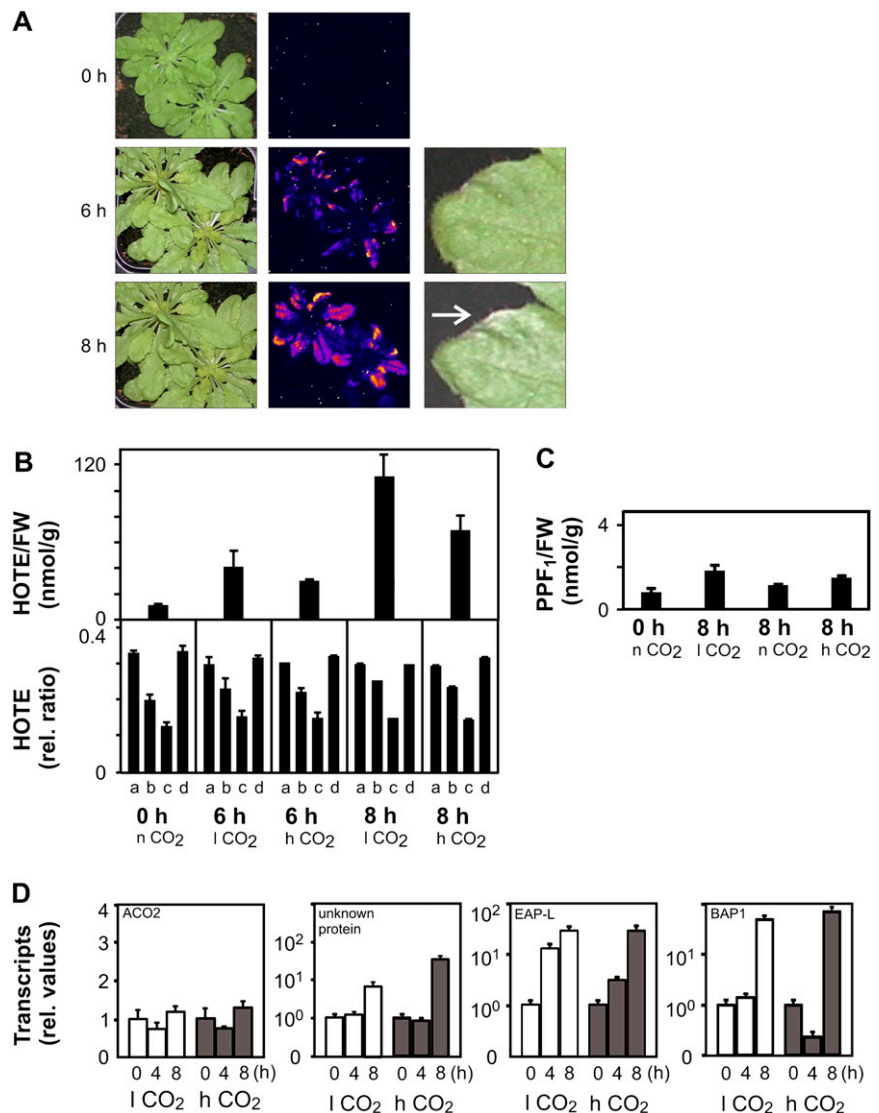 A
0 h
6 h
8 h
B
120
0
HOTE/FW
(nmol/g)
0.4
0
HOTE
(rel. ratio)
a b c d a b c d a b c d a b c d a b c d
0 h 6 h 6 h 8 h 8 h
n CO2 l CO2 h CO2 l CO2 h CO2
C
4
0
PPF1/FW
(nmol/g)
0 h 8 h 8 h 8 h
n CO2 l CO2 n CO2 h CO2
D
Transcripts
(rel. values)
ACO2
4
3
2
1
0
0 4 8 0 4 8 (h)
l CO2 h CO2
unknown
protein
10^2
10^1
10^0
0 4 8 0 4 8 (h)
l CO2 h CO2
EAP-L
10^2
10^1
10^0
0 4 8 0 4 8 (h)
l CO2 h CO2
BAP1
10^1
10^0
0
0 4 8 0 4 8 (h)
l CO2 h CO2